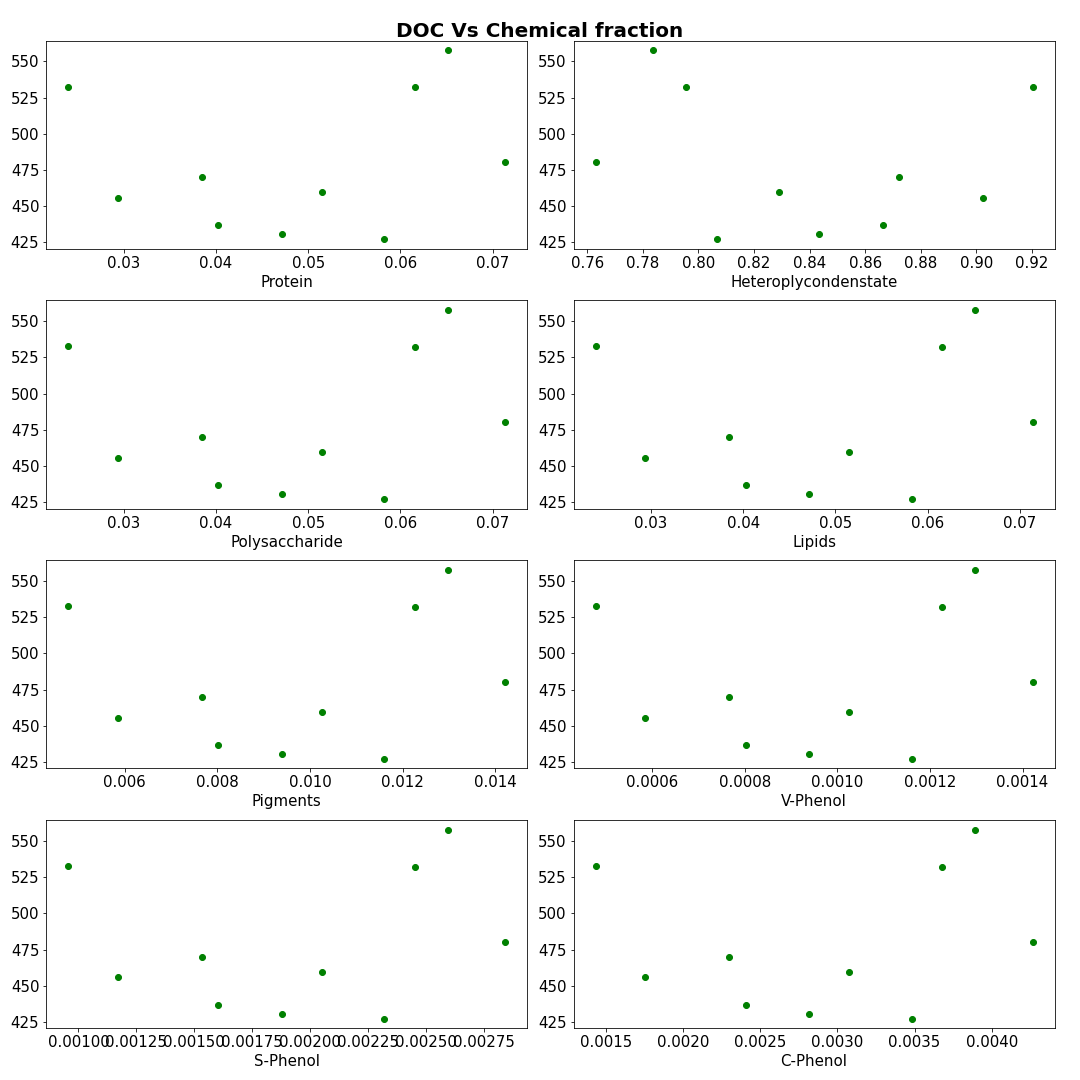 DOC Vs Chemical fraction
550
525
500
475
450
425
0.03 0.04 0.05 0.06 0.07
Protein
550
525
500
475
450
425
0.76 0.78 0.80 0.82 0.84 0.86 0.88 0.90 0.92
Heteroplycondenstate
550
525
500
475
450
425
0.03 0.04 0.05 0.06 0.07
Polysaccharide
550
525
500
475
450
425
0.03 0.04 0.05 0.06 0.07
Lipids
550
525
500
475
450
425
0.006 0.008 0.010 0.012 0.014
Pigments
550
525
500
475
450
425
0.0006 0.0008 0.0010 0.0012 0.0014
V-Phenol
550
525
500
475
450
425
0.00100 0.00125 0.00150 0.00175 0.00200 0.00225 0.00250 0.00275
S-Phenol
550
525
500
475
450
425
0.0015 0.0020 0.0025 0.0030 0.0035 0.0040
C-Phenol